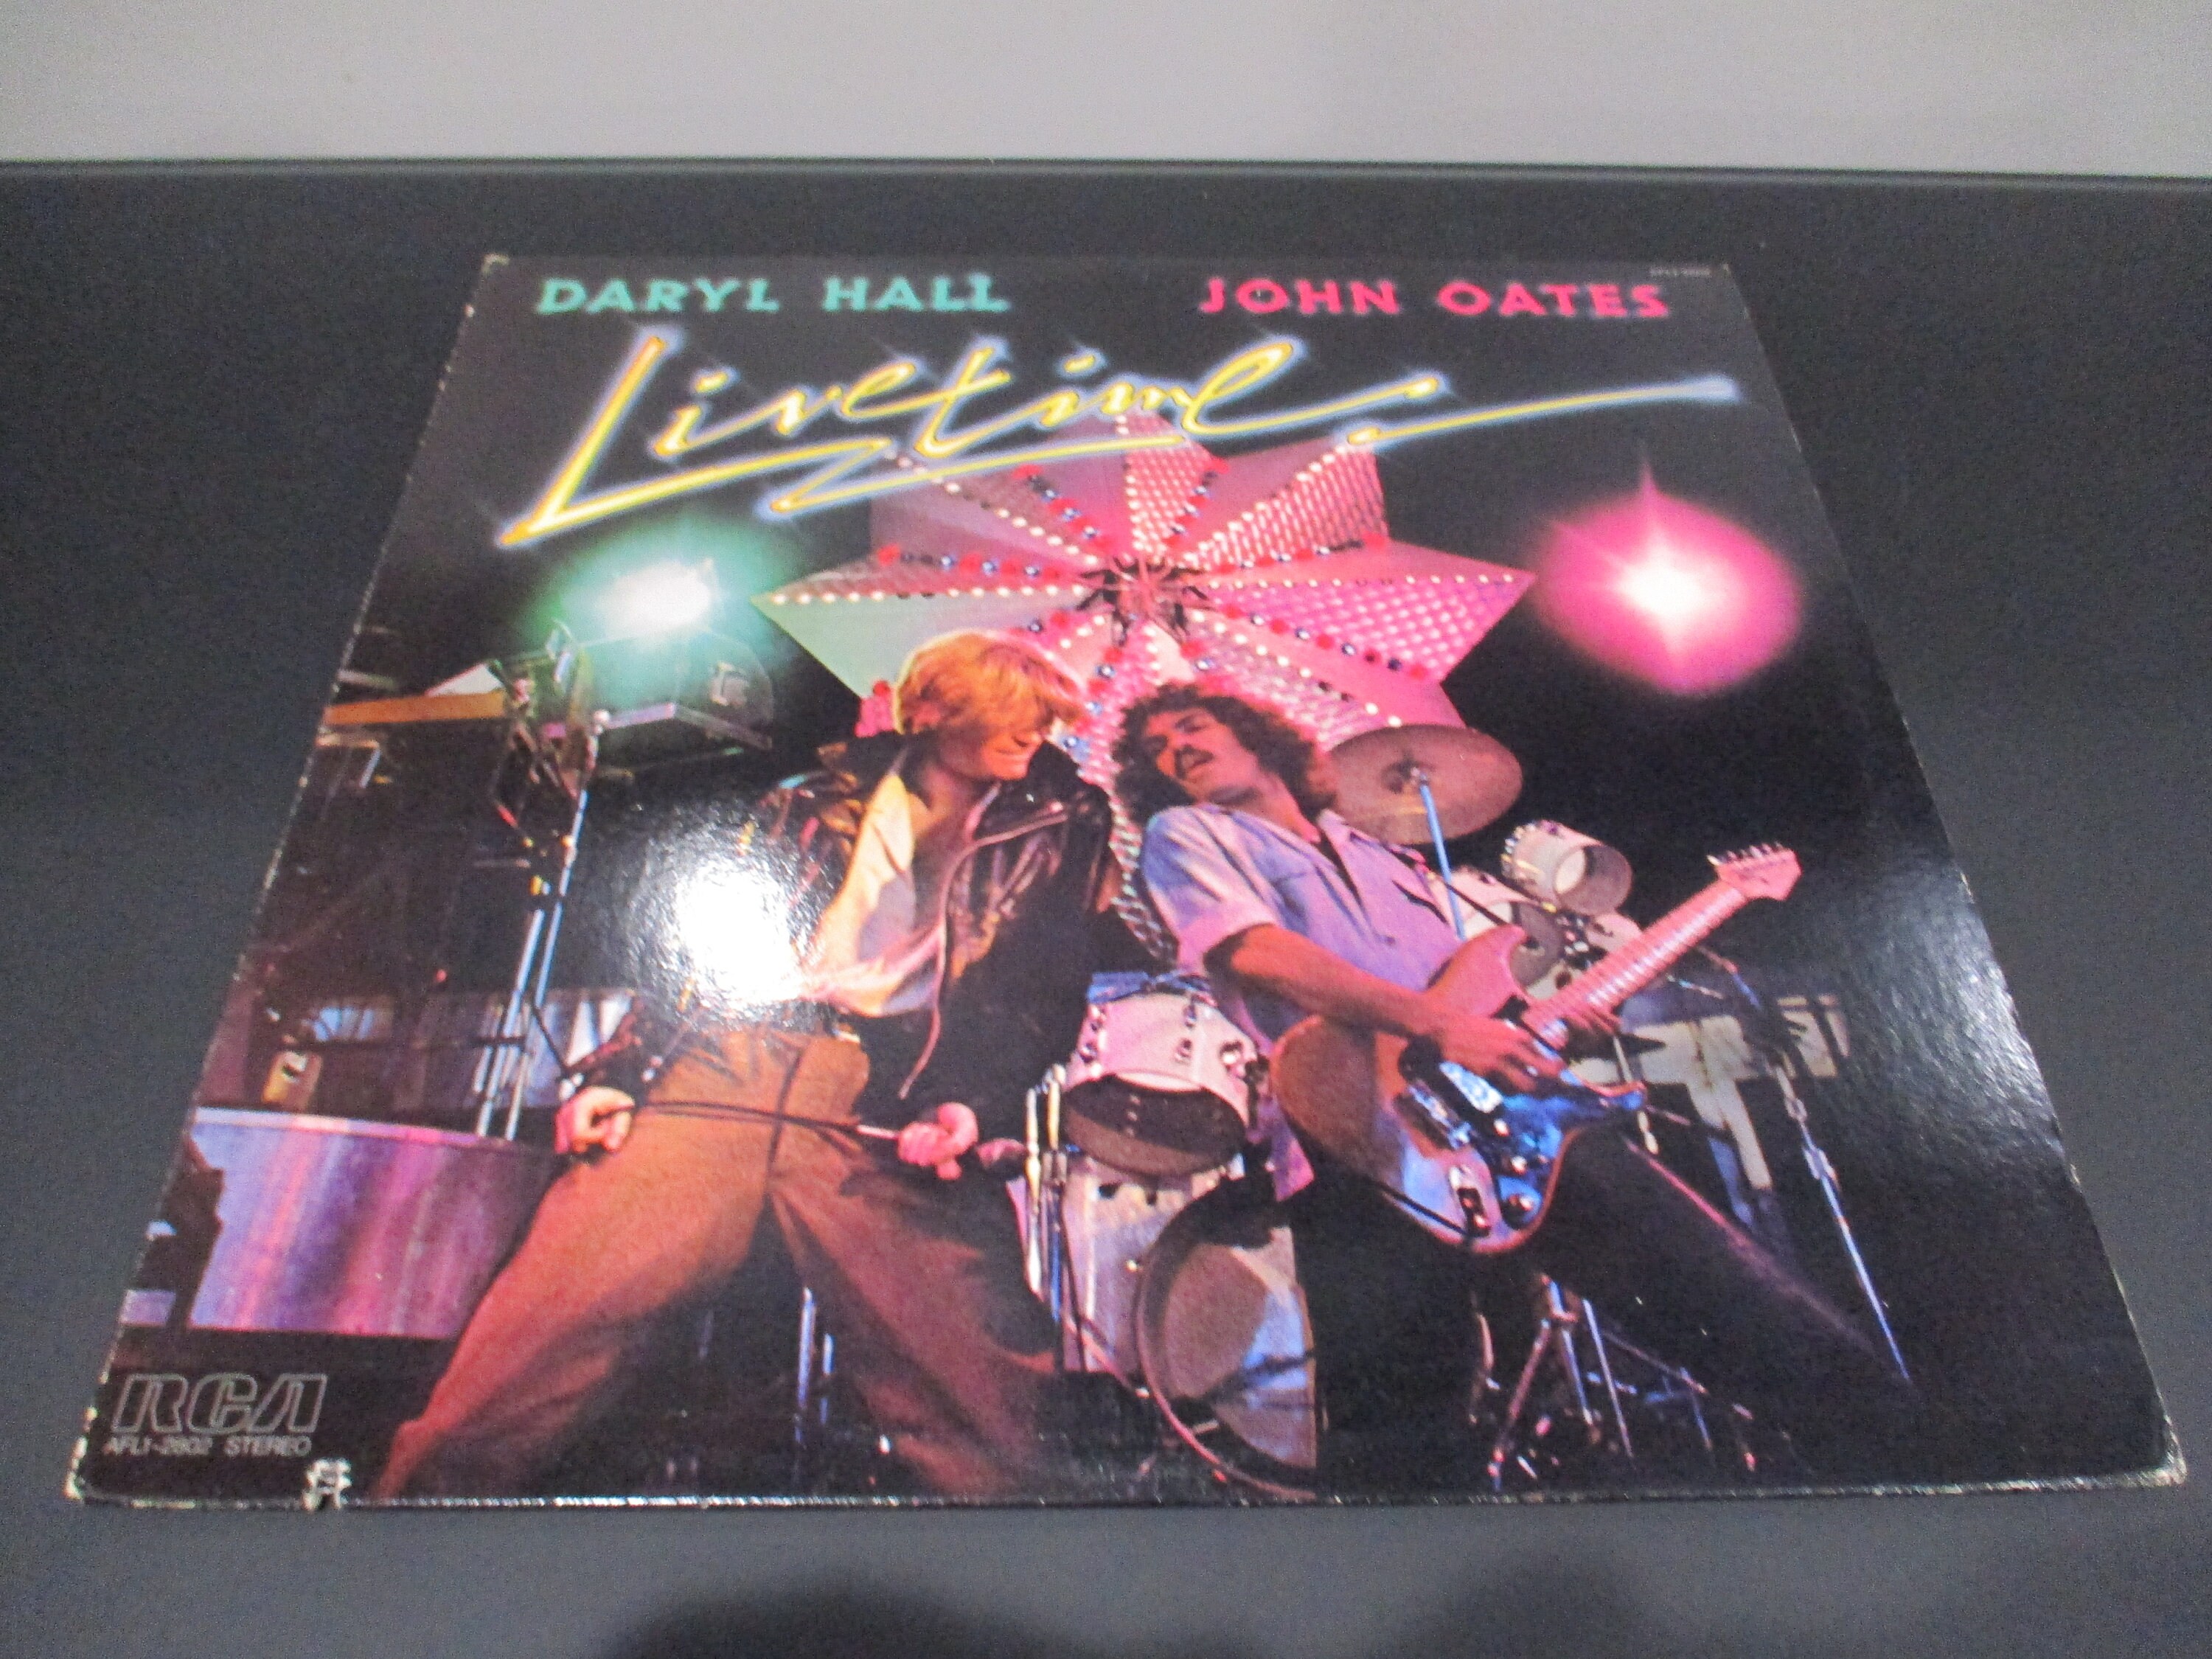 DARYL HALL JOHN OATES
Livetime
RCA
AFL1-2802 STEREO